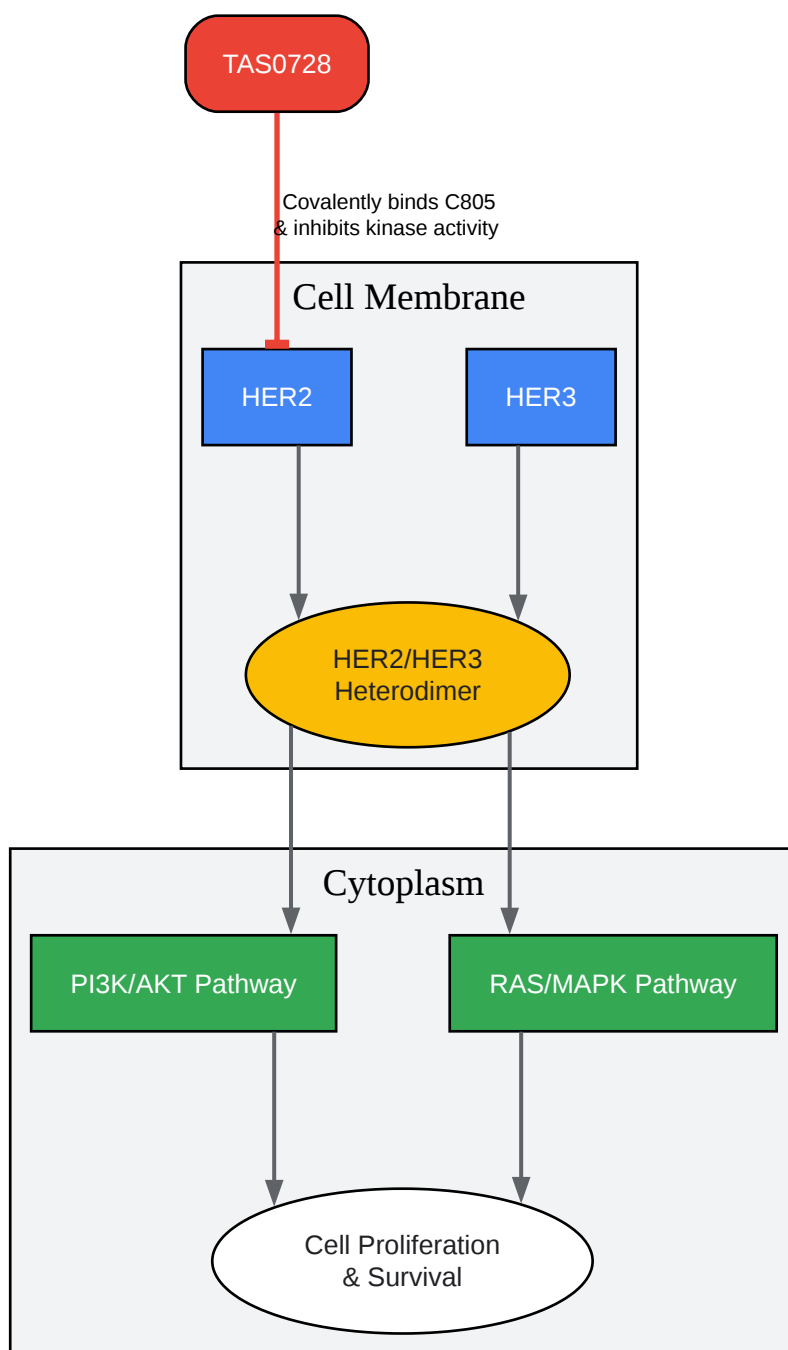 TAS0728
Covalently binds C805
& inhibits kinase activity
Cell Membrane
HER2
HER3
HER2/HER3
Heterodimer
Cytoplasm
PI3K/AKT Pathway
RAS/MAPK Pathway
Cell Proliferation
& Survival